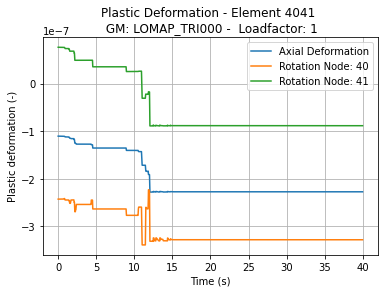 Plastic Deformation - Element 4041
GM: LOMAP_TRI000 - Loadfactor: 1
1e−7
Axial Deformation
Rotation Node: 40
Rotation Node: 41
Plastic deformation (-)
0
−1
−2
−3
0 5 10 15 20 25 30 35 40
Time (s)